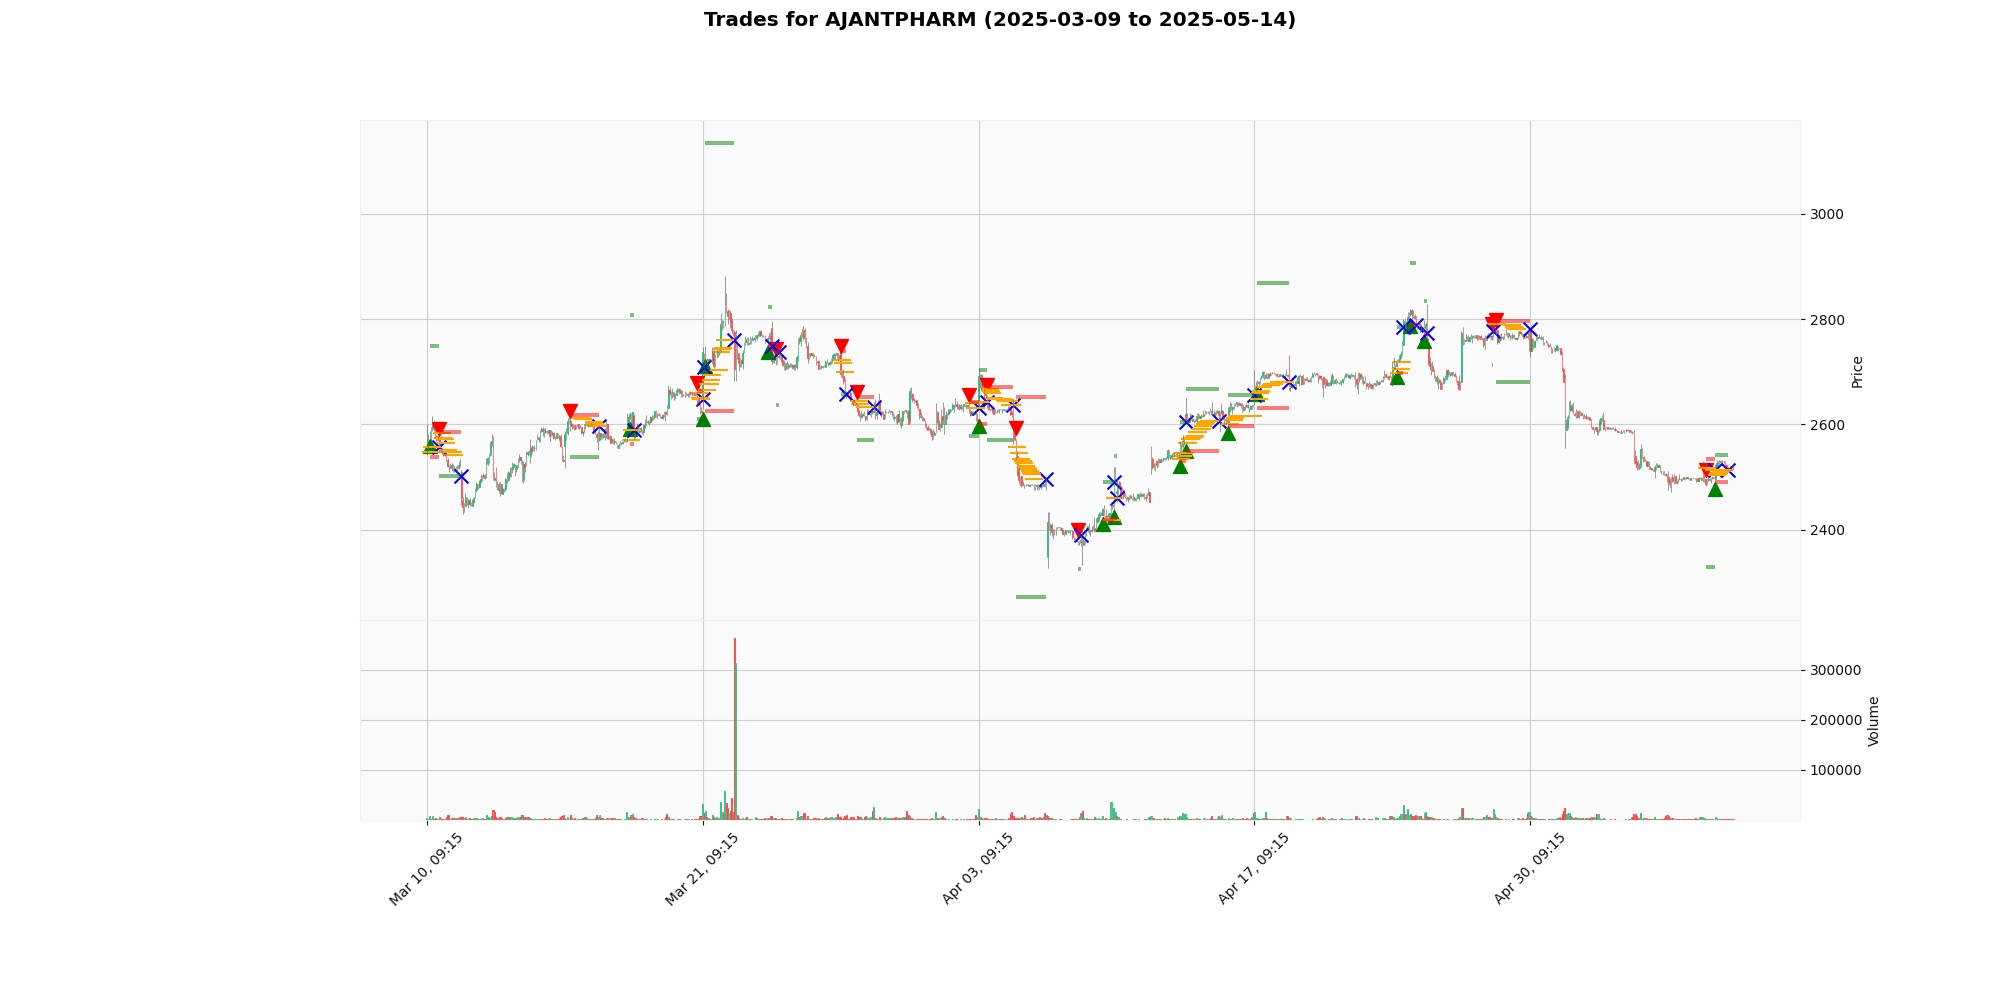 Trades for AJANTPHARM (2025-03-09 to 2025-05-14)
3000
2800
2600
2400
Price
300000
200000
100000
Volume
Mar 10, 09:15
Mar 21, 09:15
Apr 03, 09:15
Apr 17, 09:15
Apr 30, 09:15